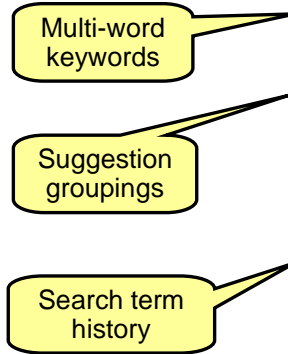 Multi-word
keywords
Suggestion
groupings
Search term
history